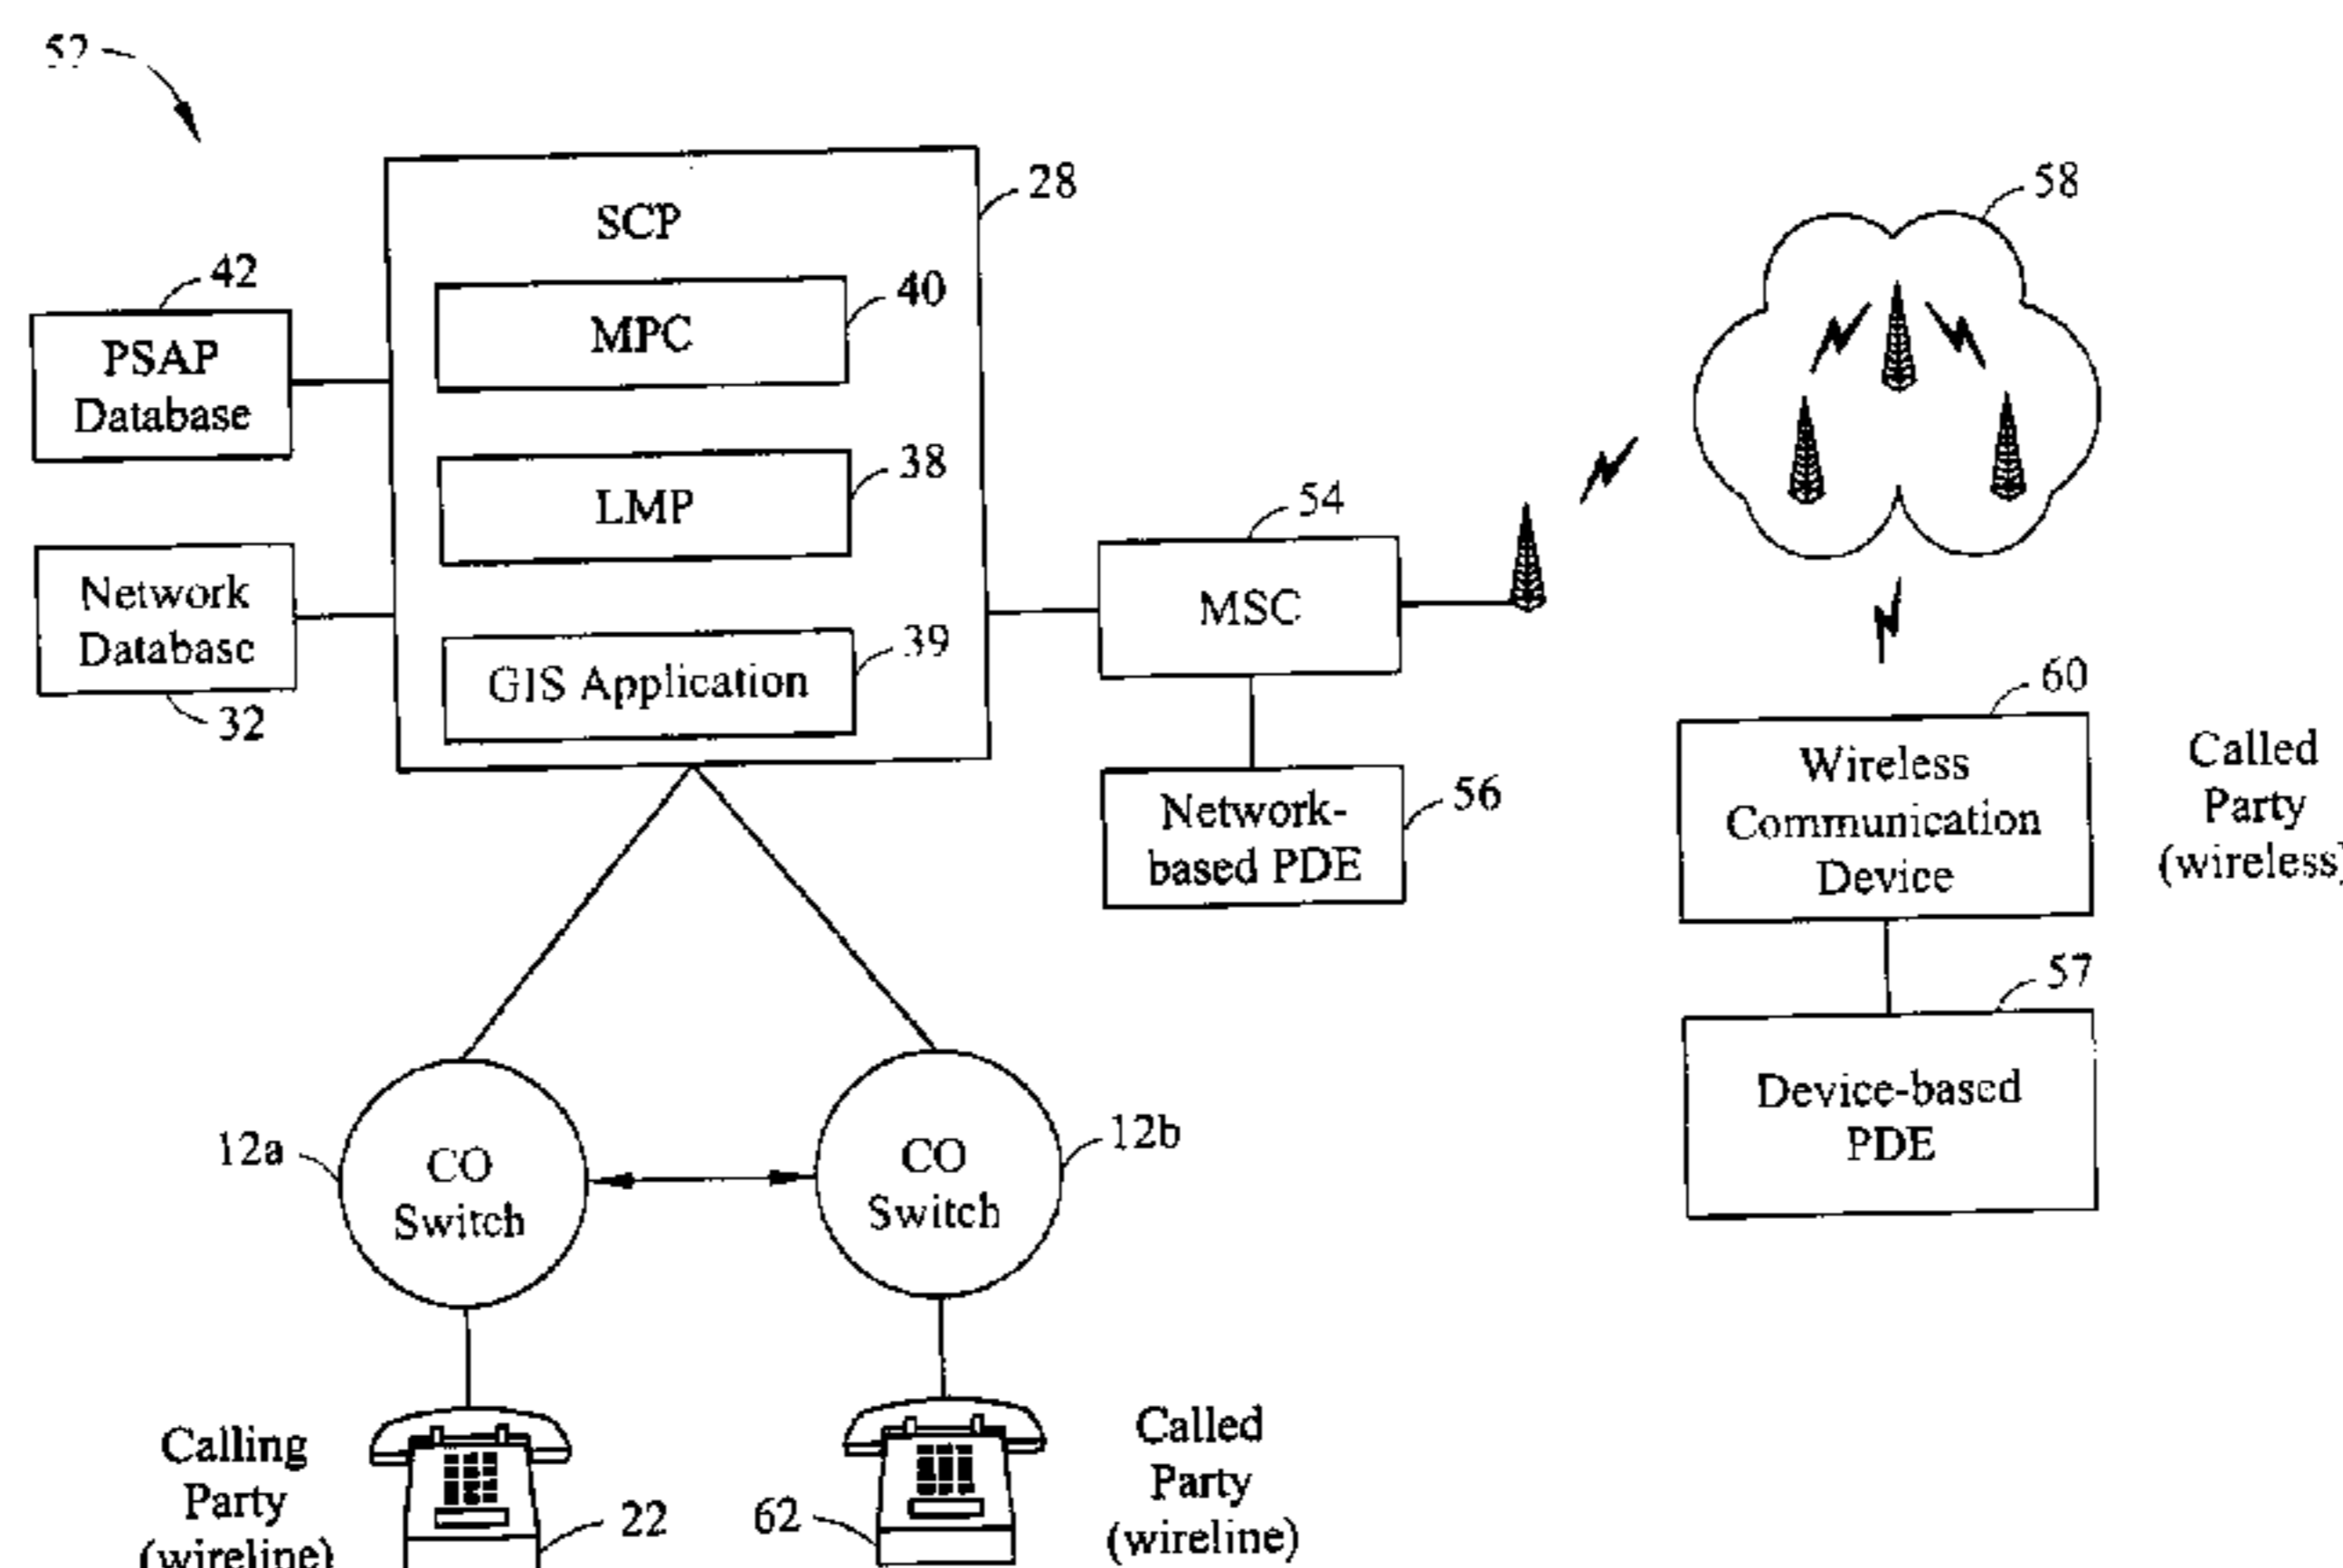 52
SCP
28
58
42
PSAP
Database
MPC
40
LMP
38
54
MSC
Network
Database
32
GIS Application
39
60
Wireless
Communication
Device
Called
Party
(wireless)
Network-
based PDE
56
57
Device-based
PDE
12a
CO
Switch
CO
Switch
12b
Calling
Party
(wireline)
22
62
Called
Party
(wireline)